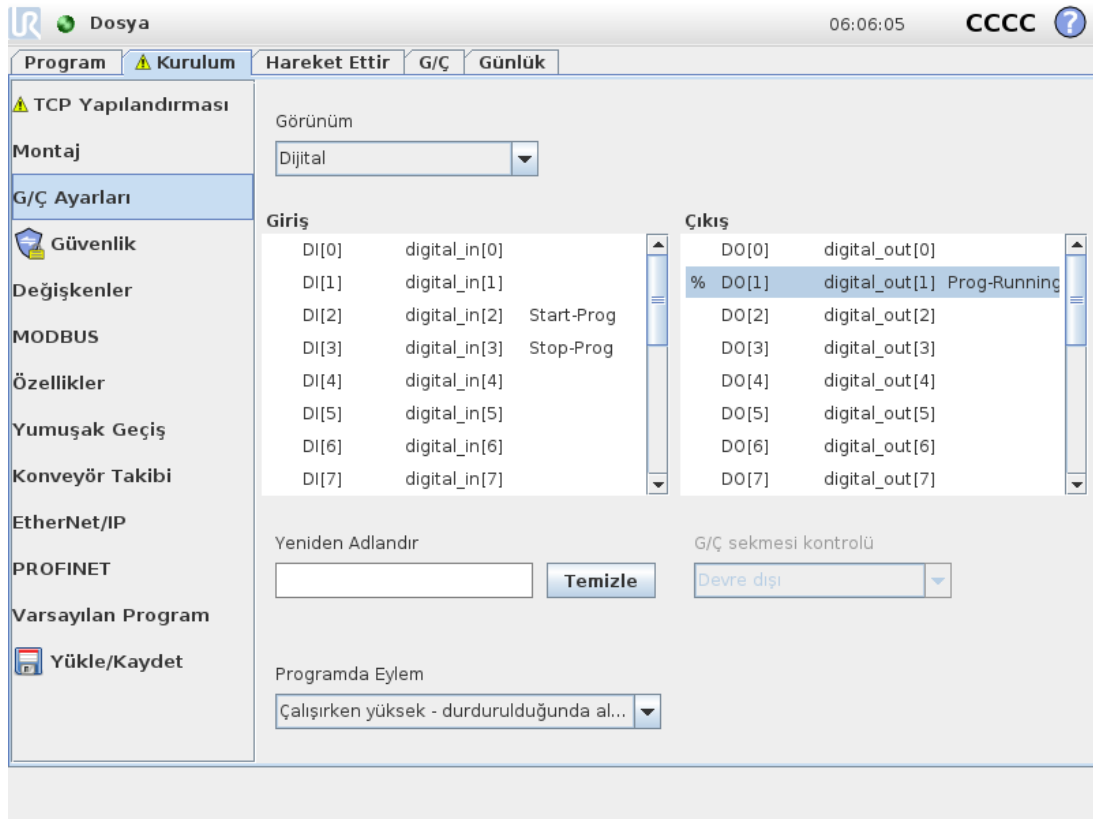 UR Dosya 06:06:05 CCCC ?
Program Kurulum Hareket Ettir G/Ç Günlük
TCP Yapılandırması
Montaj
G/Ç Ayarları
Güvenlik
Değişkenler
MODBUS
Özellikler
Yumuşak Geçiş
Konveyör Takibi
EtherNet/IP
PROFINET
Varsayılan Program
Yükle/Kaydet
Görünüm
Dijital
Giriş
DI[0] digital_in[0]
DI[1] digital_in[1]
DI[2] digital_in[2] Start-Prog
DI[3] digital_in[3] Stop-Prog
DI[4] digital_in[4]
DI[5] digital_in[5]
DI[6] digital_in[6]
DI[7] digital_in[7]
Çıkış
DO[0] digital_out[0]
% DO[1] digital_out[1] Prog-Running
DO[2] digital_out[2]
DO[3] digital_out[3]
DO[4] digital_out[4]
DO[5] digital_out[5]
DO[6] digital_out[6]
DO[7] digital_out[7]
Yeniden Adlandır
Temizle
G/Ç sekmesi kontrolü
Devre dışı
Programda Eylem
Çalışırken yüksek - durdurulduğunda al...